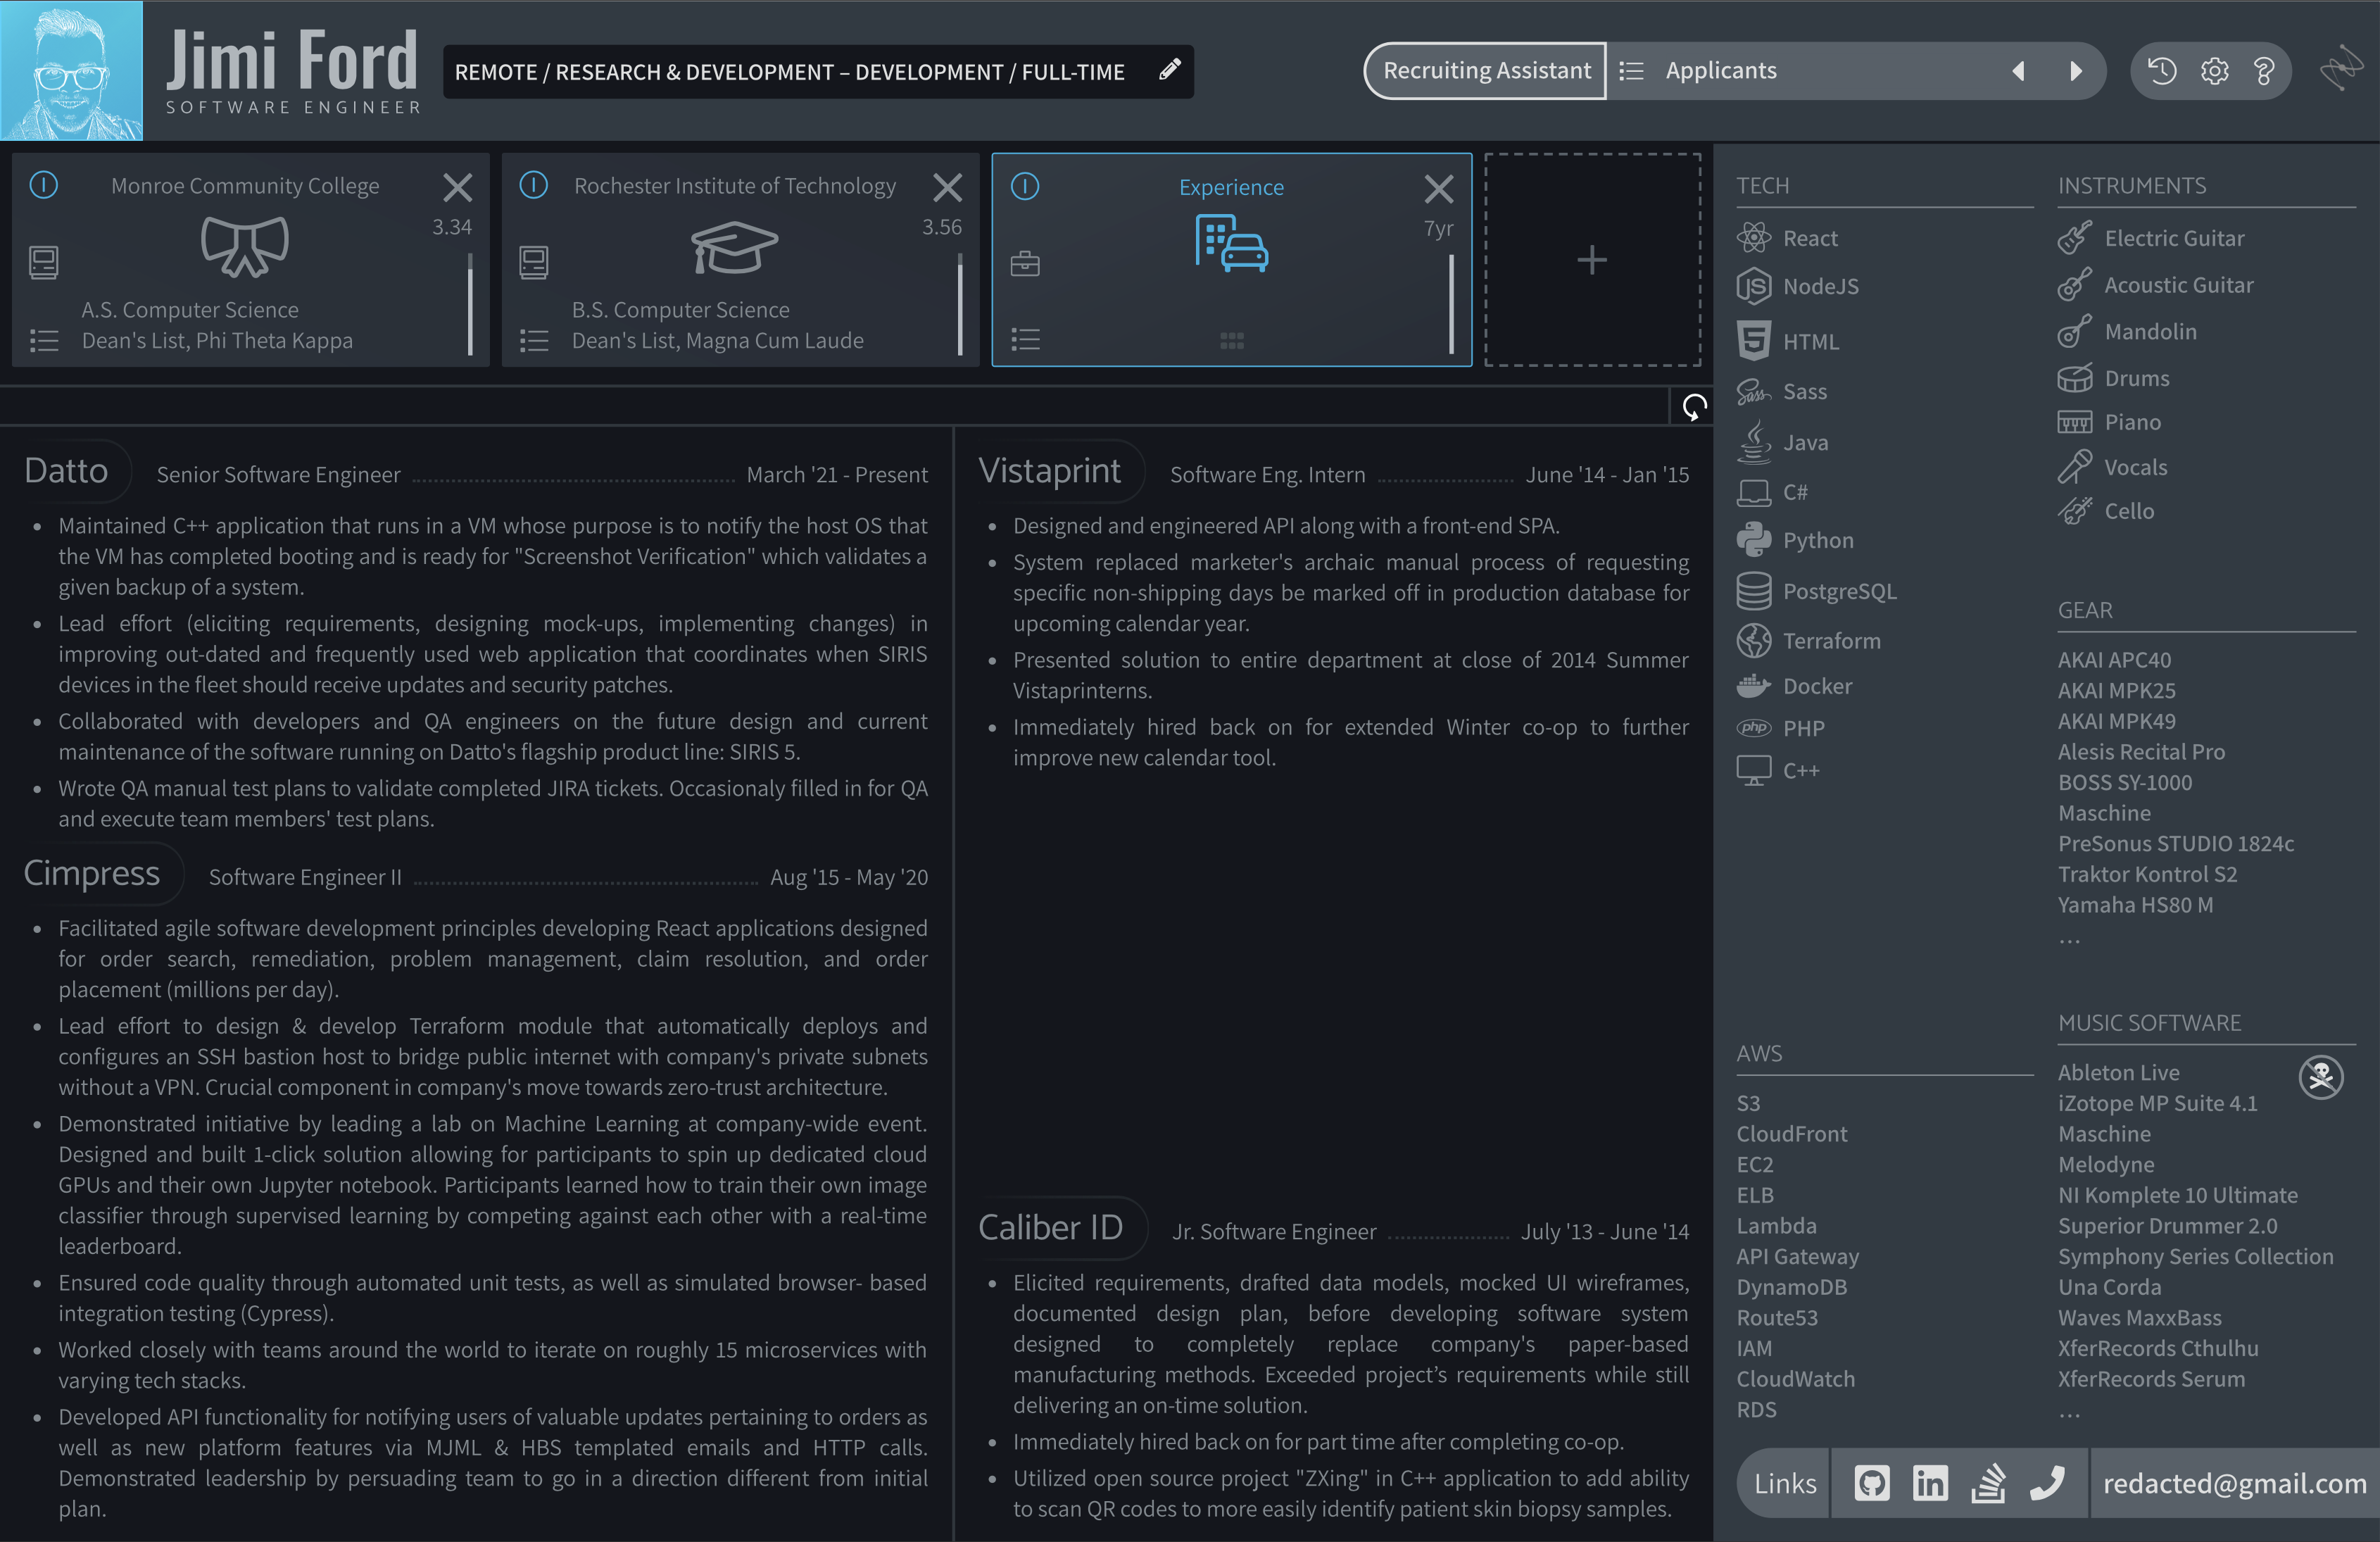 Jimi Ford
SOFTWARE ENGINEER
REMOTE / RESEARCH & DEVELOPMENT – DEVELOPMENT / FULL-TIME
Recruiting Assistant
Applicants
Monroe Community College
3.34
A.S. Computer Science
Dean's List, Phi Theta Kappa
Rochester Institute of Technology
3.56
B.S. Computer Science
Dean's List, Magna Cum Laude
Experience
7yr
Datto
Senior Software Engineer
March '21 - Present
Maintained C++ application that runs in a VM whose purpose is to notify the host OS that
the VM has completed booting and is ready for "Screenshot Verification" which validates a
given backup of a system.
Lead effort (eliciting requirements, designing mock-ups, implementing changes) in
improving out-dated and frequently used web application that coordinates when SIRIS
devices in the fleet should receive updates and security patches.
Collaborated with developers and QA engineers on the future design and current
maintenance of the software running on Datto's flagship product line: SIRIS 5.
Wrote QA manual test plans to validate completed JIRA tickets. Occasionaly filled in for QA
and execute team members' test plans.
Cimpress
Software Engineer II
Aug '15 - May '20
Facilitated agile software development principles developing React applications designed
for order search, remediation, problem management, claim resolution, and order
placement (millions per day).
Lead effort to design & develop Terraform module that automatically deploys and
configures an SSH bastion host to bridge public internet with company's private subnets
without a VPN. Crucial component in company's move towards zero-trust architecture.
Demonstrated initiative by leading a lab on Machine Learning at company-wide event.
Designed and built 1-click solution allowing for participants to spin up dedicated cloud
GPUs and their own Jupyter notebook. Participants learned how to train their own image
classifier through supervised learning by competing against each other with a real-time
leaderboard.
Ensured code quality through automated unit tests, as well as simulated browser- based
integration testing (Cypress).
Worked closely with teams around the world to iterate on roughly 15 microservices with
varying tech stacks.
Developed API functionality for notifying users of valuable updates pertaining to orders as
well as new platform features via MJML & HBS templated emails and HTTP calls.
Demonstrated leadership by persuading team to go in a direction different from initial
plan.
Vistaprint
Software Eng. Intern
June '14 - Jan '15
Designed and engineered API along with a front-end SPA.
System replaced marketer's archaic manual process of requesting
specific non-shipping days be marked off in production database for
upcoming calendar year.
Presented solution to entire department at close of 2014 Summer
Vistaprinterns.
Immediately hired back on for extended Winter co-op to further
improve new calendar tool.
Caliber ID
Jr. Software Engineer
July '13 - June '14
Elicited requirements, drafted data models, mocked UI wireframes,
documented design plan, before developing software system
designed to completely replace company's paper-based
manufacturing methods. Exceeded project’s requirements while still
delivering an on-time solution.
Immediately hired back on for part time after completing co-op.
Utilized open source project "ZXing" in C++ application to add ability
to scan QR codes to more easily identify patient skin biopsy samples.
TECH
React
NodeJS
HTML
Sass
Java
C#
Python
PostgreSQL
Terraform
Docker
php PHP
C++
AWS
S3
CloudFront
EC2
ELB
Lambda
API Gateway
DynamoDB
Route53
IAM
CloudWatch
RDS
INSTRUMENTS
Electric Guitar
Acoustic Guitar
Mandolin
Drums
Piano
Vocals
Cello
GEAR
AKAI APC40
AKAI MPK25
AKAI MPK49
Alesis Recital Pro
BOSS SY-1000
Maschine
PreSonus STUDIO 1824c
Traktor Kontrol S2
Yamaha HS80 M
...
MUSIC SOFTWARE
Ableton Live
iZotope MP Suite 4.1
Maschine
Melodyne
NI Komplete 10 Ultimate
Superior Drummer 2.0
Symphony Series Collection
Una Corda
Waves MaxxBass
XferRecords Cthulhu
XferRecords Serum
...
Links
redacted@gmail.com